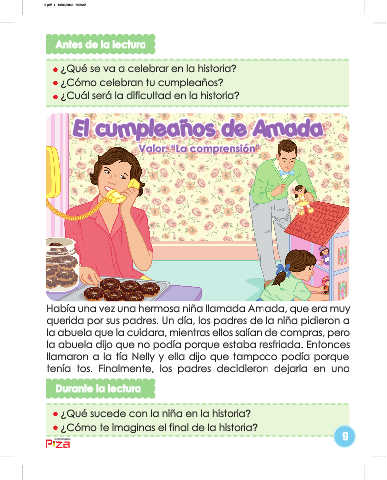 Antes de la lectura
• ¿Qué se va a celebrar en la historia?
• ¿Cómo celebran tu cumpleaños?
• ¿Cuál será la dificultad en la historia?
El cumpleaños de Amada
Valor: "La comprensión"
Había una vez una hermosa niña llamada Amada, que era muy
querida por sus padres. Un día, los padres de la niña pidieron a
la abuela que la cuidara, mientras ellos salían de compras, pero
la abuela dijo que no podía porque estaba resfriada. Entonces
llamaron a la tía Nelly y ella dijo que tampoco podía porque
tenía tos. Finalmente, los padres decidieron dejarla en una
Durante la lectura
• ¿Qué sucede con la niña en la historia?
• ¿Cómo te imaginas el final de la historia?
9